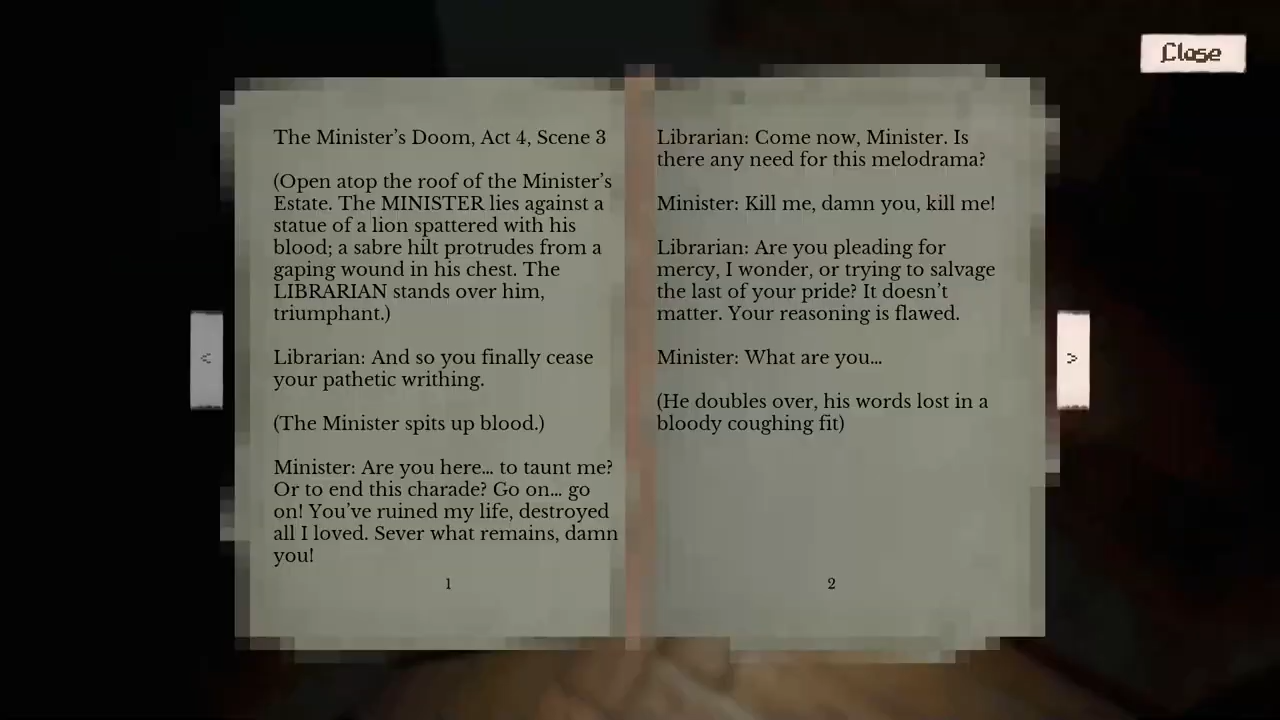 Close
The Minister’s Doom, Act 4, Scene 3
(Open atop the roof of the Minister’s
Estate. The MINISTER lies against a
statue of a lion spattered with his
blood; a sabre hilt protrudes from a
gaping wound in his chest. The
LIBRARIAN stands over him,
triumphant.)
Librarian: And so you finally cease
your pathetic writhing.
(The Minister spits up blood.)
Minister: Are you here… to taunt me?
Or to end this charade? Go on… go
on! You’ve ruined my life, destroyed
all I loved. Sever what remains, damn
you!
1
Librarian: Come now, Minister. Is
there any need for this melodrama?
Minister: Kill me, damn you, kill me!
Librarian: Are you pleading for
mercy, I wonder, or trying to salvage
the last of your pride? It doesn’t
matter. Your reasoning is flawed.
Minister: What are you…
(He doubles over, his words lost in a
bloody coughing fit)
2
<
>